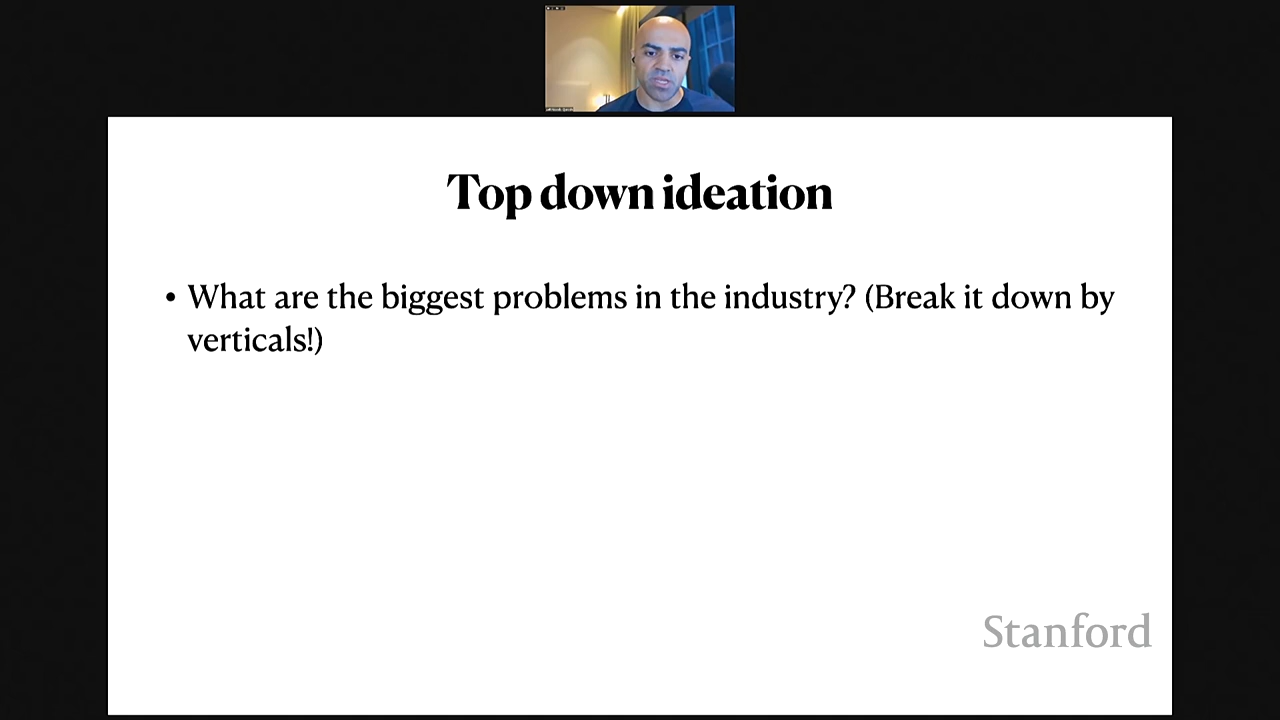 Top down ideation
• What are the biggest problems in the industry? (Break it down by
verticals!)
Stanford